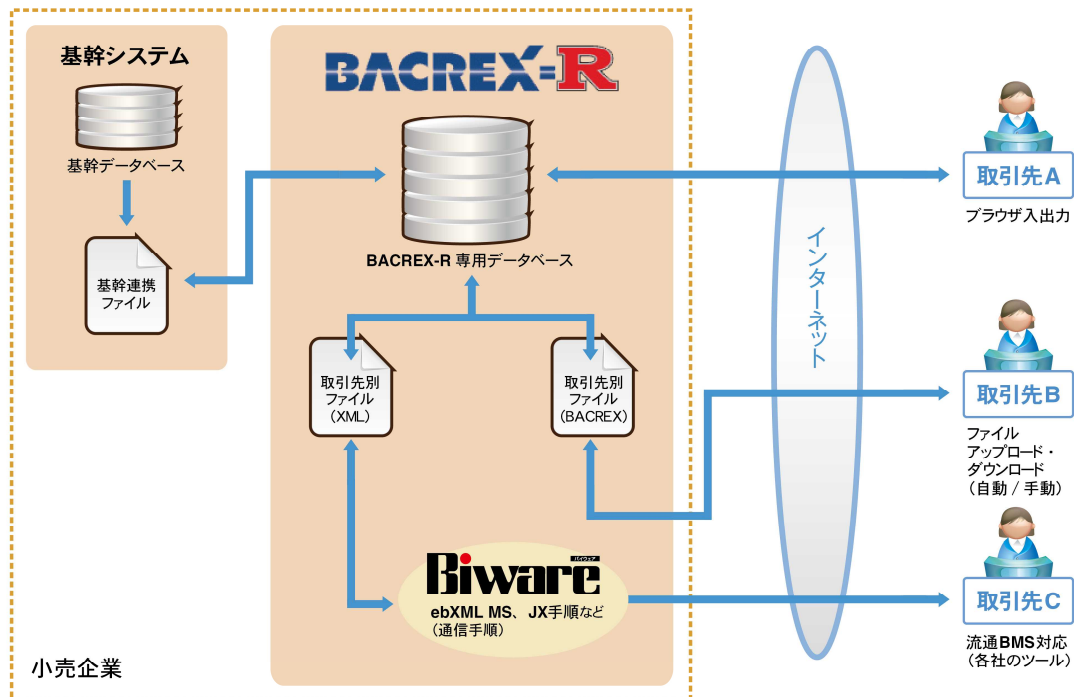 基幹システム
基幹データベース
基幹連携
ファイル
BACREX=R
BACREX-R 専用データベース
取引先別
ファイル
（XML）
取引先別
ファイル
（BACREX）
バイウェア
Biware
ebXML MS、JX手順など
（通信手順）
小売企業
インターネット
取引先A
ブラウザ入出力
取引先B
ファイル
アップロード・
ダウンロード
（自動 / 手動）
取引先C
流通BMS対応
（各社のツール）